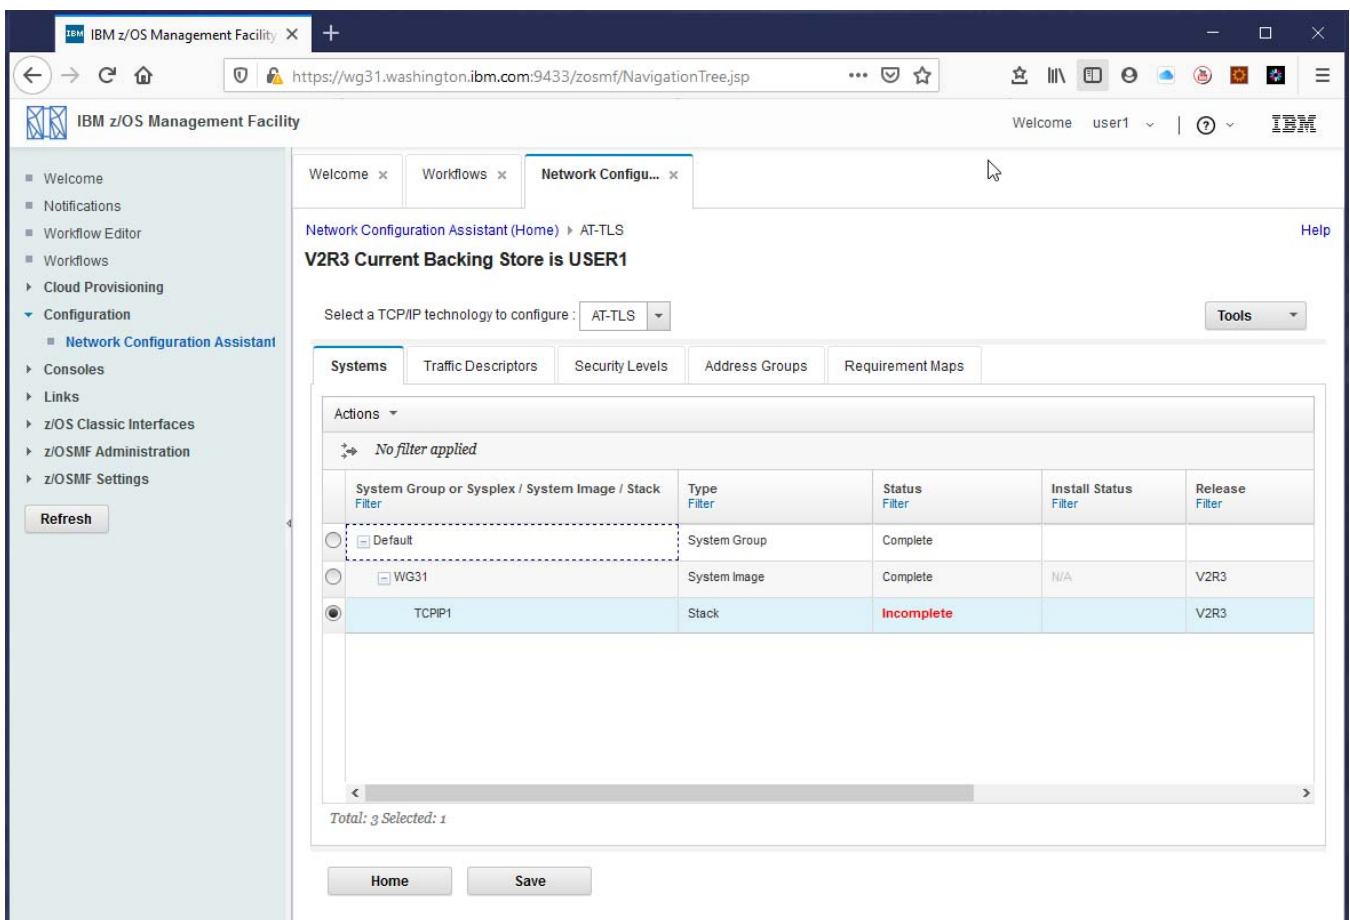 IBM IBM z/OS Management Facility
https://wg31.washington.ibm.com:9433/zosmf/NavigationTree.jsp
IBM z/OS Management Facility
Welcome user1
IBM
Welcome
Notifications
Workflow Editor
Workflows
Cloud Provisioning
Configuration
Network Configuration Assistant
Consoles
Links
z/OS Classic Interfaces
z/OSMF Administration
z/OSMF Settings
Refresh
Welcome
Workflows
Network Configu...
Network Configuration Assistant (Home) AT-TLS
Help
V2R3 Current Backing Store is USER1
Select a TCP/IP technology to configure : AT-TLS
Tools
Systems Traffic Descriptors Security Levels Address Groups Requirement Maps
Actions
No filter applied
System Group or Sysplex / System Image / Stack Type Status Install Status Release
Filter Filter Filter Filter Filter
Default System Group Complete
WG31 System Image Complete N/A V2R3
TCPIP1 Stack Incomplete V2R3
Total: 3 Selected: 1
Home Save